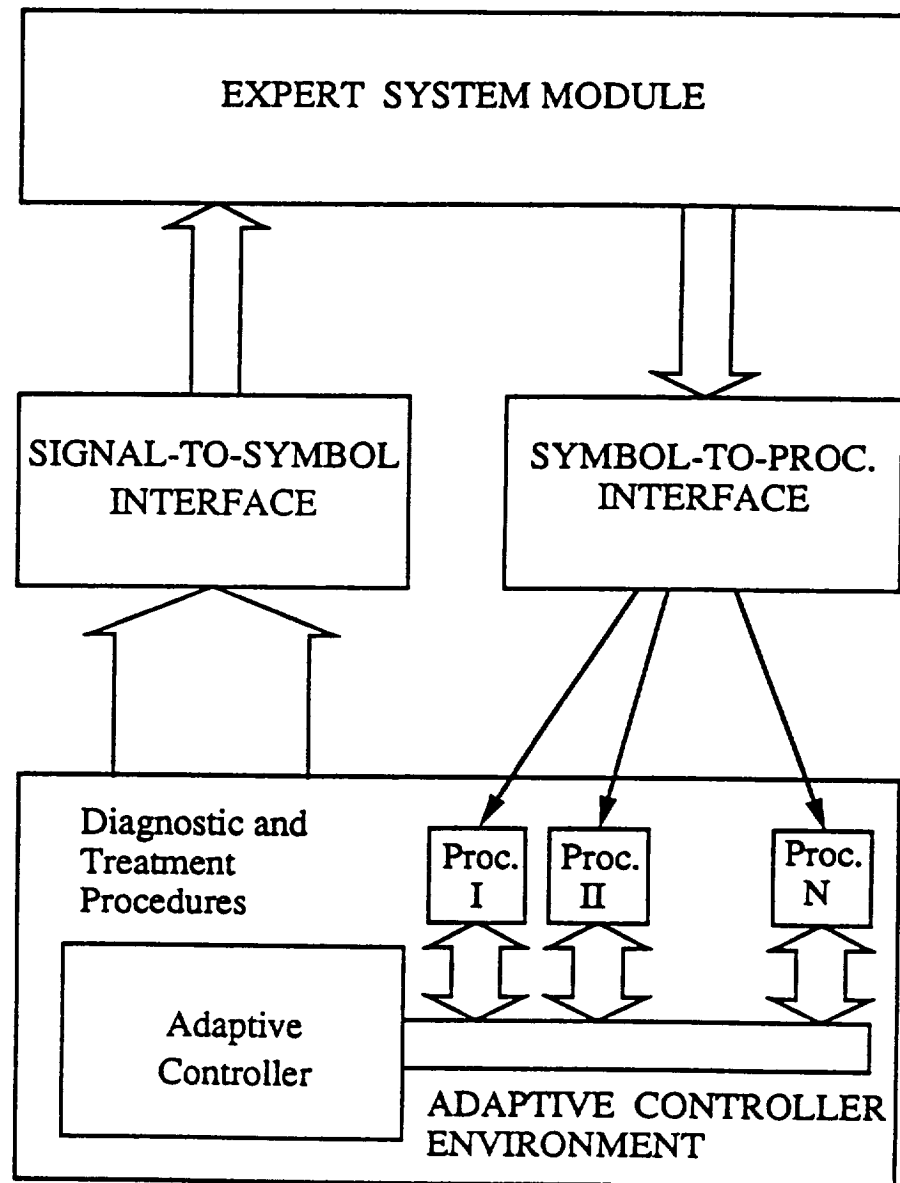 EXPERT SYSTEM MODULE
SIGNAL-TO-SYMBOL
INTERFACE
SYMBOL-TO-PROC.
INTERFACE
Diagnostic and
Treatment
Procedures
Proc.
I
Proc.
II
Proc.
N
Adaptive
Controller
ADAPTIVE CONTROLLER
ENVIRONMENT